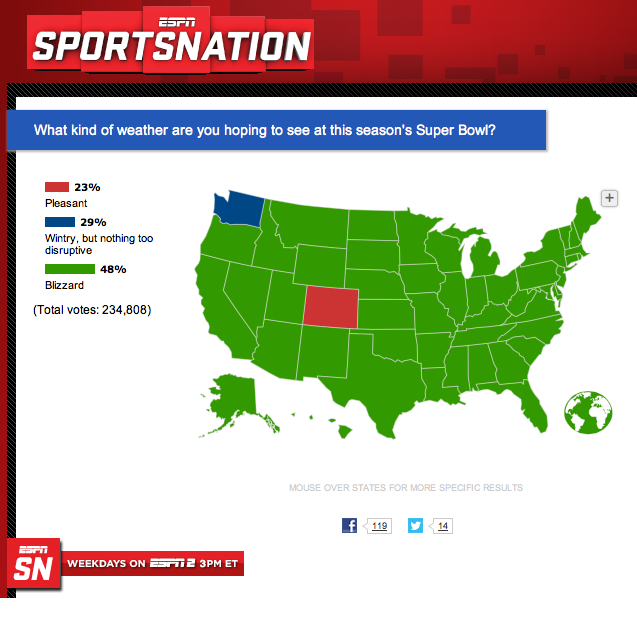 ESPN
SPORTSNATION
What kind of weather are you hoping to see at this season's Super Bowl?
23%
Pleasant
29%
Wintry, but nothing too
disruptive
48%
Blizzard
(Total votes: 234,808)
+
MOUSE OVER STATES FOR MORE SPECIFIC RESULTS
f 119 14
ESPN
SN
WEEKDAYS ON ESPN 2 3PM ET